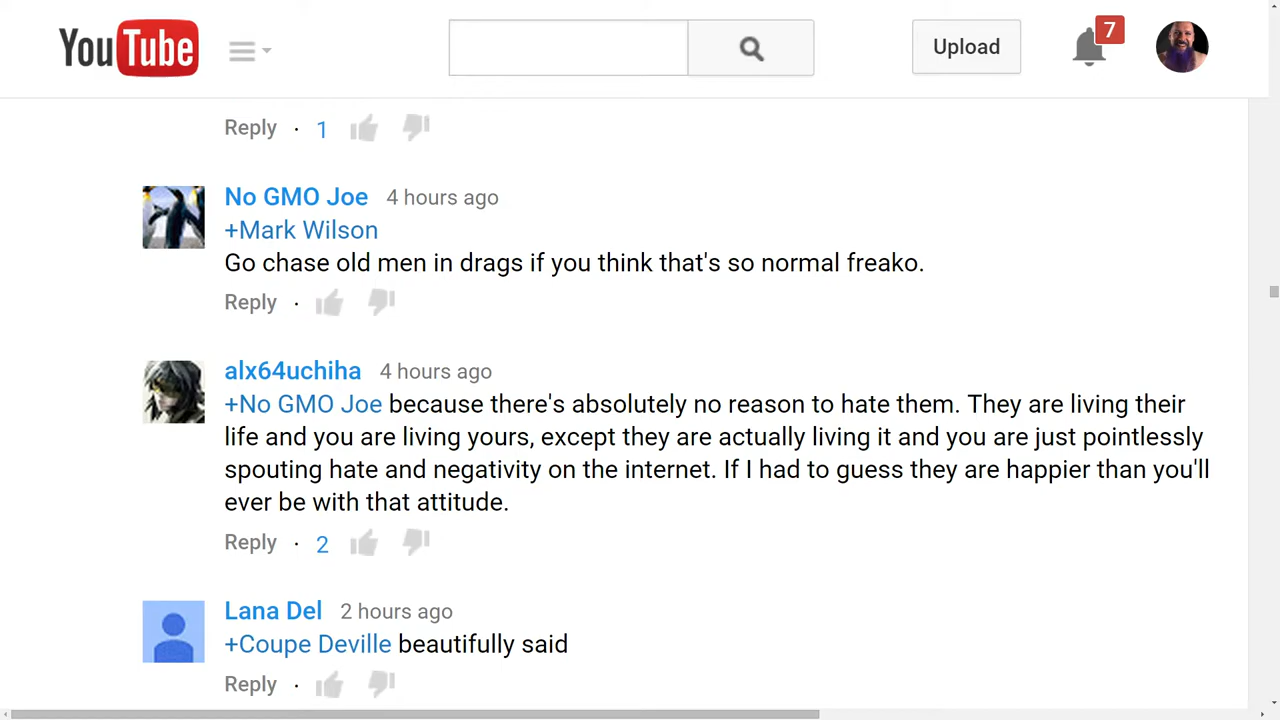 YouTube
Upload
7
Reply · 1
No GMO Joe 4 hours ago
+Mark Wilson
Go chase old men in drags if you think that's so normal freako.
Reply ·
alx64uchiha 4 hours ago
+No GMO Joe because there's absolutely no reason to hate them. They are living their
life and you are living yours, except they are actually living it and you are just pointlessly
spouting hate and negativity on the internet. If I had to guess they are happier than you'll
ever be with that attitude.
Reply · 2
Lana Del 2 hours ago
+Coupe Deville beautifully said
Reply ·